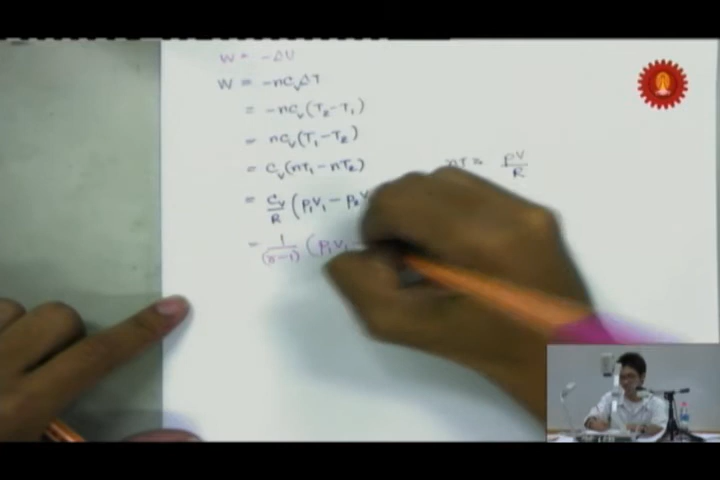 W = -ΔU
W = -nC_vΔT
= -nC_v(T_2-T_1)
= nC_v(T_1-T_2)
= C_v(nT_1-nT_2)
nT = pV/R
= C_v/R (p_1V_1-p_2V
= 1/(γ-1) (p_1V_1-